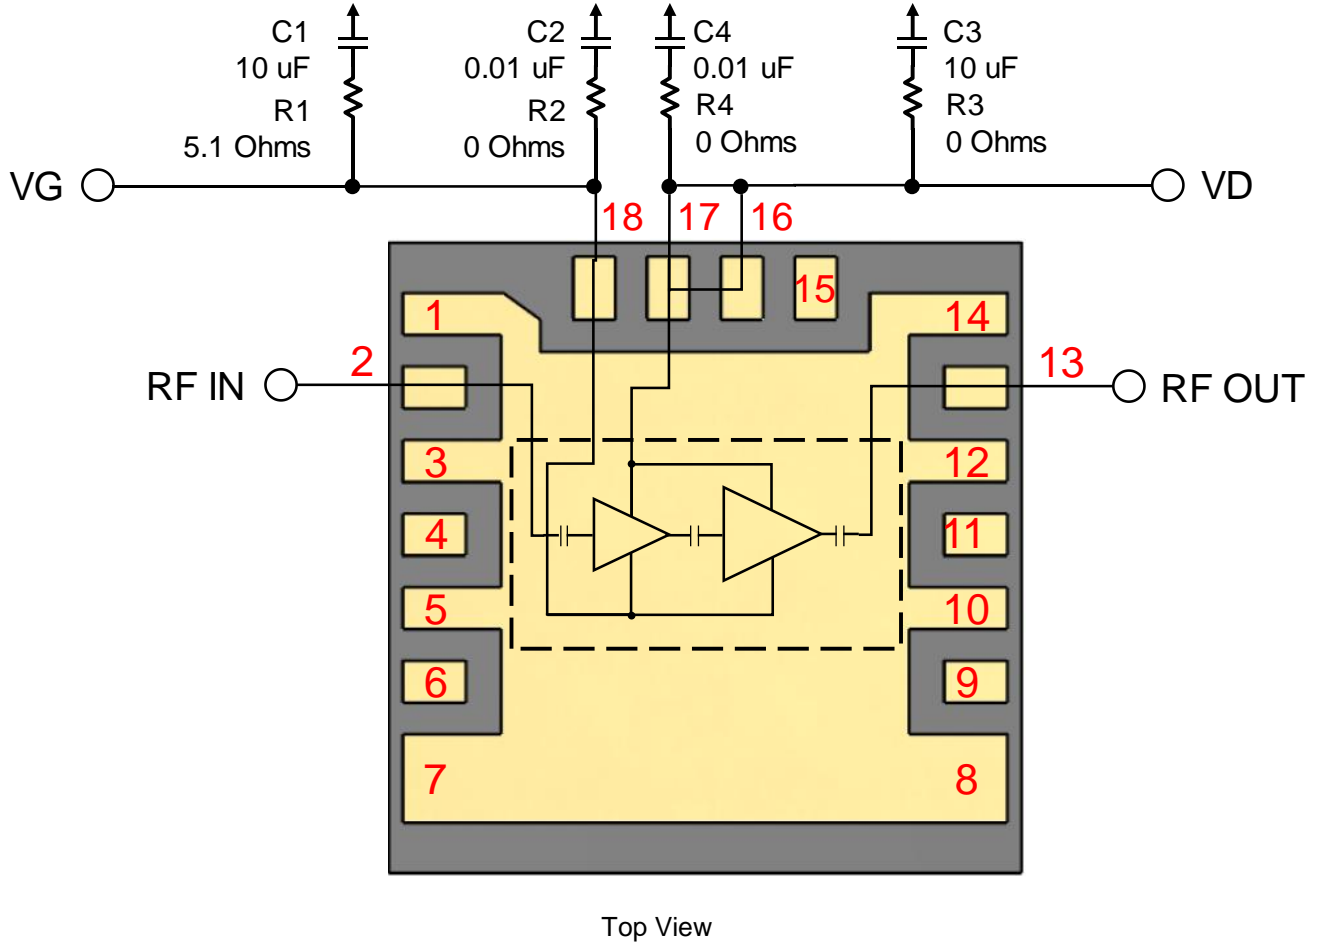 C1
10 uF
R1
5.1 Ohms
C2
0.01 uF
R2
0 Ohms
C4
0.01 uF
R4
0 Ohms
C3
10 uF
R3
0 Ohms
VG
VD
18
17
16
15
1
14
2
13
RF IN
RF OUT
3
12
4
11
5
10
6
9
7
8
Top View